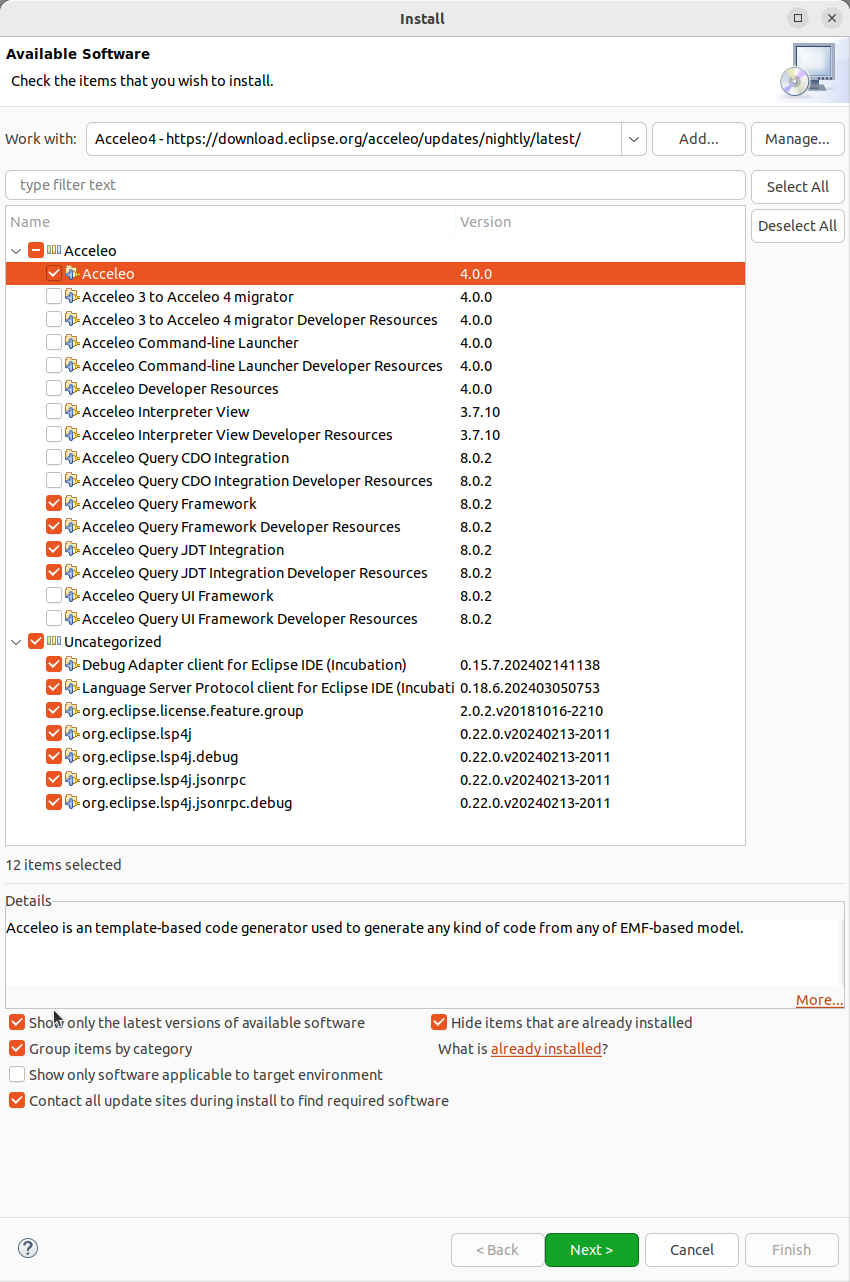 Install
Available Software
Check the items that you wish to install.
Work with: Acceleo4 - https://download.eclipse.org/acceleo/updates/nightly/latest/ Add... Manage...
type filter text Select All
Deselect All
Name Version
Acceleo
Acceleo 4.0.0
Acceleo 3 to Acceleo 4 migrator 4.0.0
Acceleo 3 to Acceleo 4 migrator Developer Resources 4.0.0
Acceleo Command-line Launcher 4.0.0
Acceleo Command-line Launcher Developer Resources 4.0.0
Acceleo Developer Resources 4.0.0
Acceleo Interpreter View 3.7.10
Acceleo Interpreter View Developer Resources 3.7.10
Acceleo Query CDO Integration 8.0.2
Acceleo Query CDO Integration Developer Resources 8.0.2
Acceleo Query Framework 8.0.2
Acceleo Query Framework Developer Resources 8.0.2
Acceleo Query JDT Integration 8.0.2
Acceleo Query JDT Integration Developer Resources 8.0.2
Acceleo Query UI Framework 8.0.2
Acceleo Query UI Framework Developer Resources 8.0.2
Uncategorized
Debug Adapter client for Eclipse IDE (Incubation) 0.15.7.202402141138
Language Server Protocol client for Eclipse IDE (Incubati 0.18.6.202403050753
org.eclipse.license.feature.group 2.0.2.v20181016-2210
org.eclipse.lsp4j 0.22.0.v20240213-2011
org.eclipse.lsp4j.debug 0.22.0.v20240213-2011
org.eclipse.lsp4j.jsonrpc 0.22.0.v20240213-2011
org.eclipse.lsp4j.jsonrpc.debug 0.22.0.v20240213-2011
12 items selected
Details
Acceleo is an template-based code generator used to generate any kind of code from any of EMF-based model.
More...
Show only the latest versions of available software Hide items that are already installed
Group items by category What is already installed?
Show only software applicable to target environment
Contact all update sites during install to find required software
? < Back Next > Cancel Finish